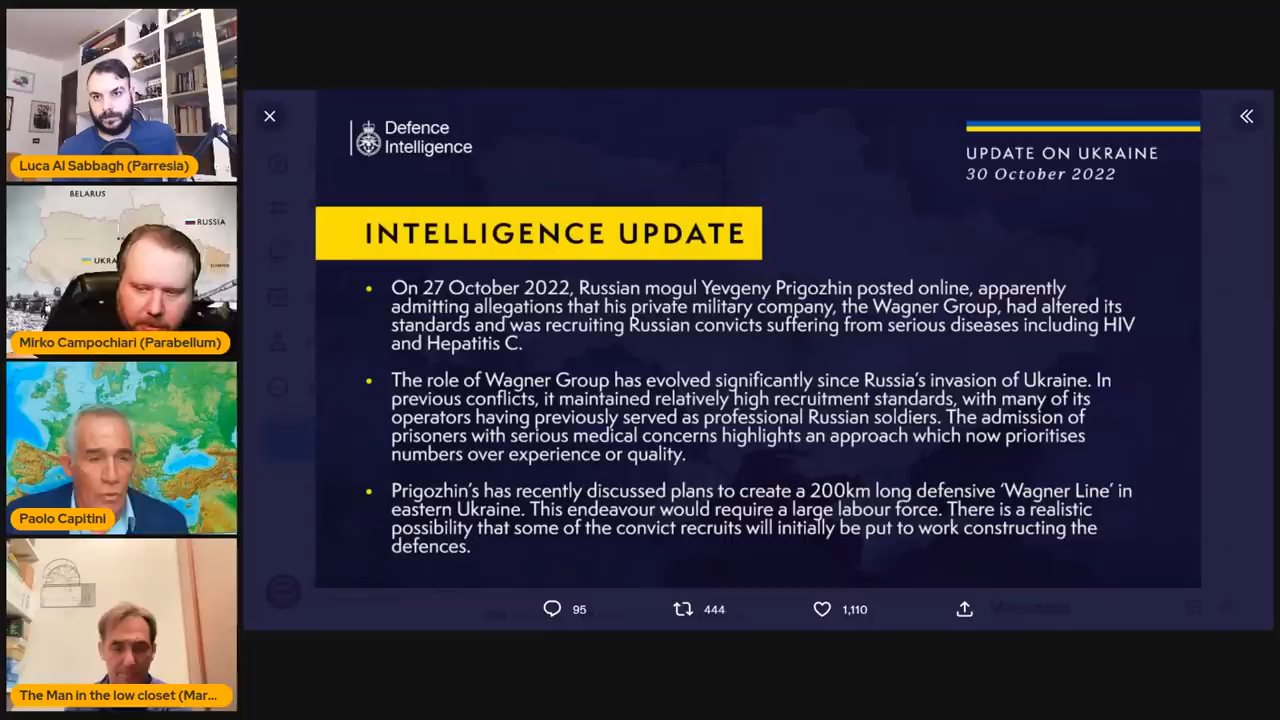 Luca Al Sabbagh (Parresia)
BELARUS
RUSSIA
UKRA
Mirko Campochiari (Parabellum)
Paolo Capitini
The Man in the low closet (Mar...
Defence
Intelligence
UPDATE ON UKRAINE
30 October 2022
INTELLIGENCE UPDATE
• On 27 October 2022, Russian mogul Yevgeny Prigozhin posted online, apparently
admitting allegations that his private military company, the Wagner Group, had altered its
standards and was recruiting Russian convicts suffering from serious diseases including HIV
and Hepatitis C.
• The role of Wagner Group has evolved significantly since Russia's invasion of Ukraine. In
previous conflicts, it maintained relatively high recruitment standards, with many of its
operators having previously served as professional Russian soldiers. The admission of
prisoners with serious medical concerns highlights an approach which now prioritises
numbers over experience or quality.
• Prigozhin's has recently discussed plans to create a 200km long defensive 'Wagner Line' in
eastern Ukraine. This endeavour would require a large labour force. There is a realistic
possibility that some of the convict recruits will initially be put to work constructing the
defences.
95
444
1,110